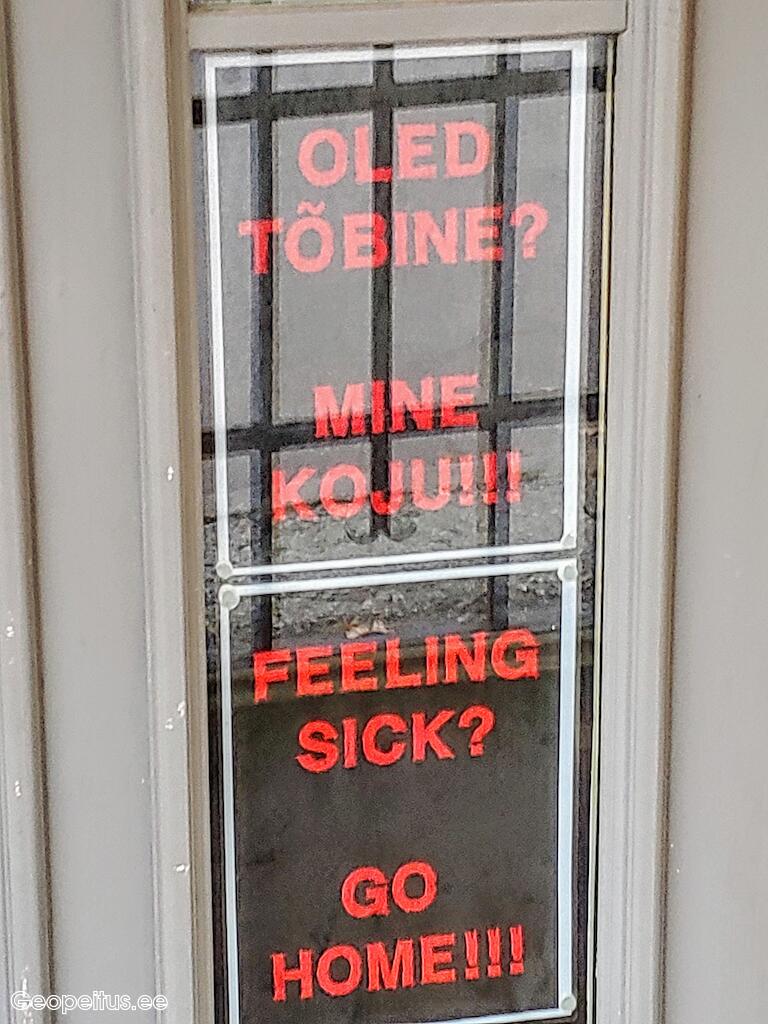 OLED
TÕBINE?
MINE
KOJU!!!
FEELING
SICK?
GO
HOME!!!
Geopeitus.ee